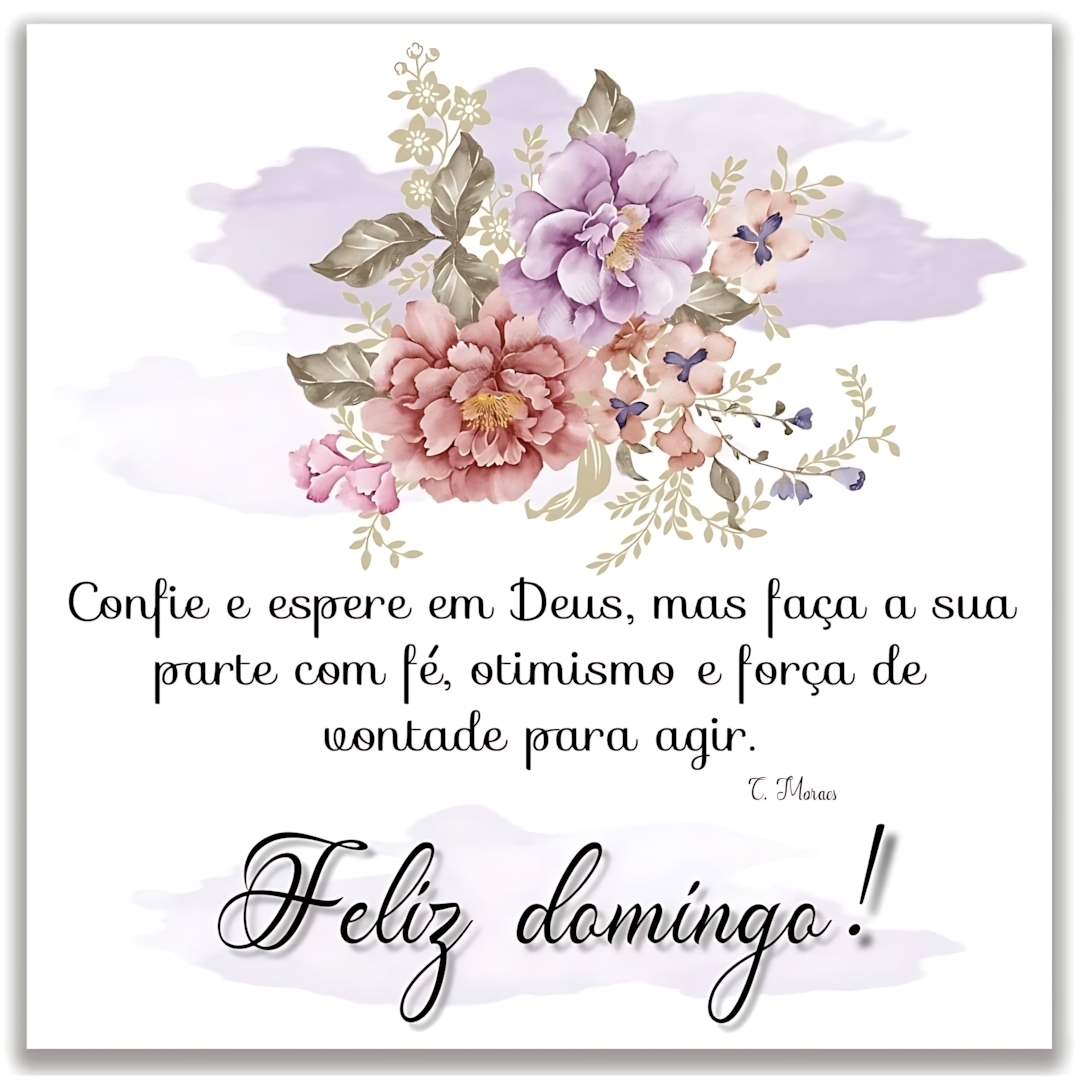 Confie e espere em Deus, mas faça a sua
parte com fé, otimismo e força de
vontade para agir.
T. Moraes
Feliz domingo!